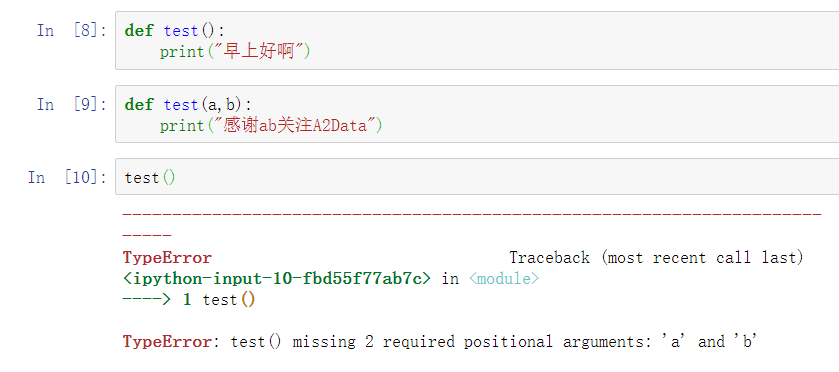 In [8]: def test():
print("早上好啊")
In [9]: def test(a,b):
print("感谢ab关注A2Data")
In [10]: test()
---------------------------------------------------------------------------
TypeError Traceback (most recent call last)
<ipython-input-10-fbd55f77ab7c> in <module>
----> 1 test()
TypeError: test() missing 2 required positional arguments: 'a' and 'b'